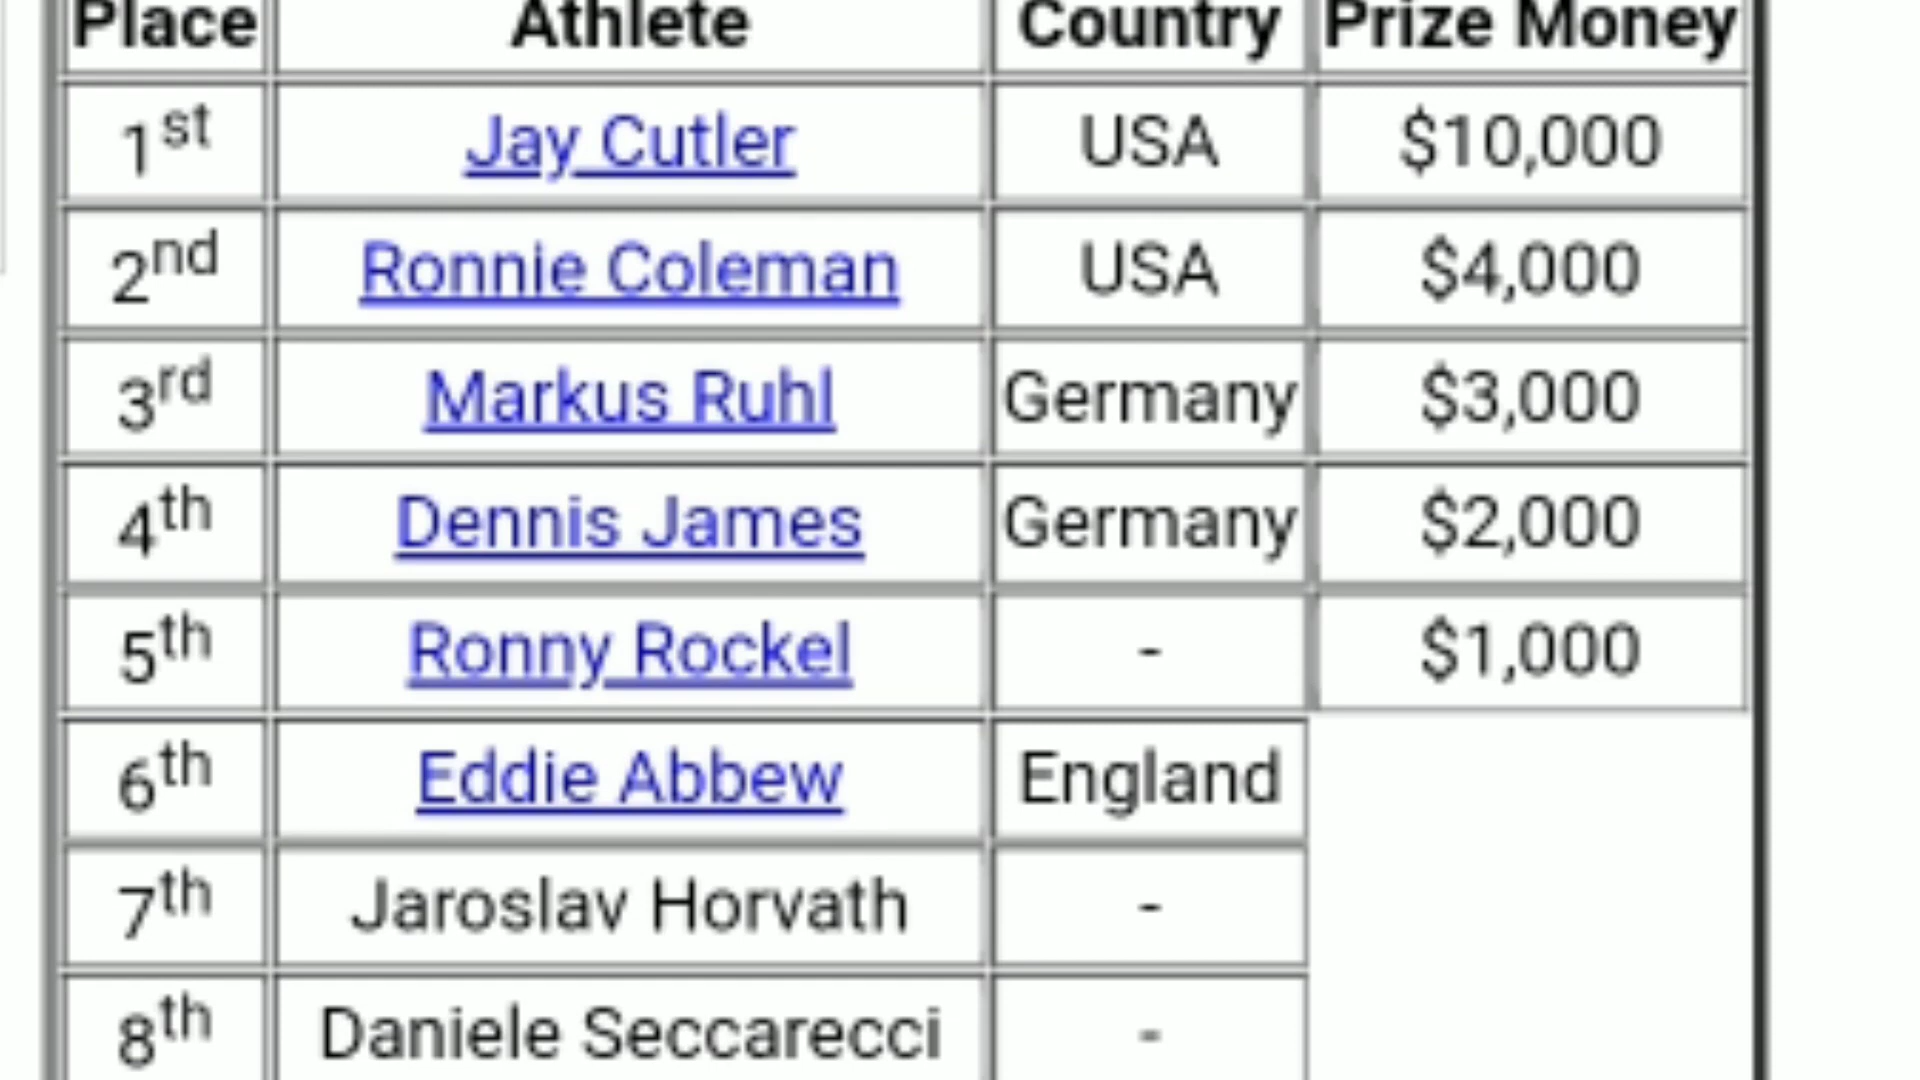 Place Athlete Country Prize Money
1st Jay Cutler USA $10,000
2nd Ronnie Coleman USA $4,000
3rd Markus Ruhl Germany $3,000
4th Dennis James Germany $2,000
5th Ronny Rockel - $1,000
6th Eddie Abbew England
7th Jaroslav Horvath -
8th Daniele Seccarecci -